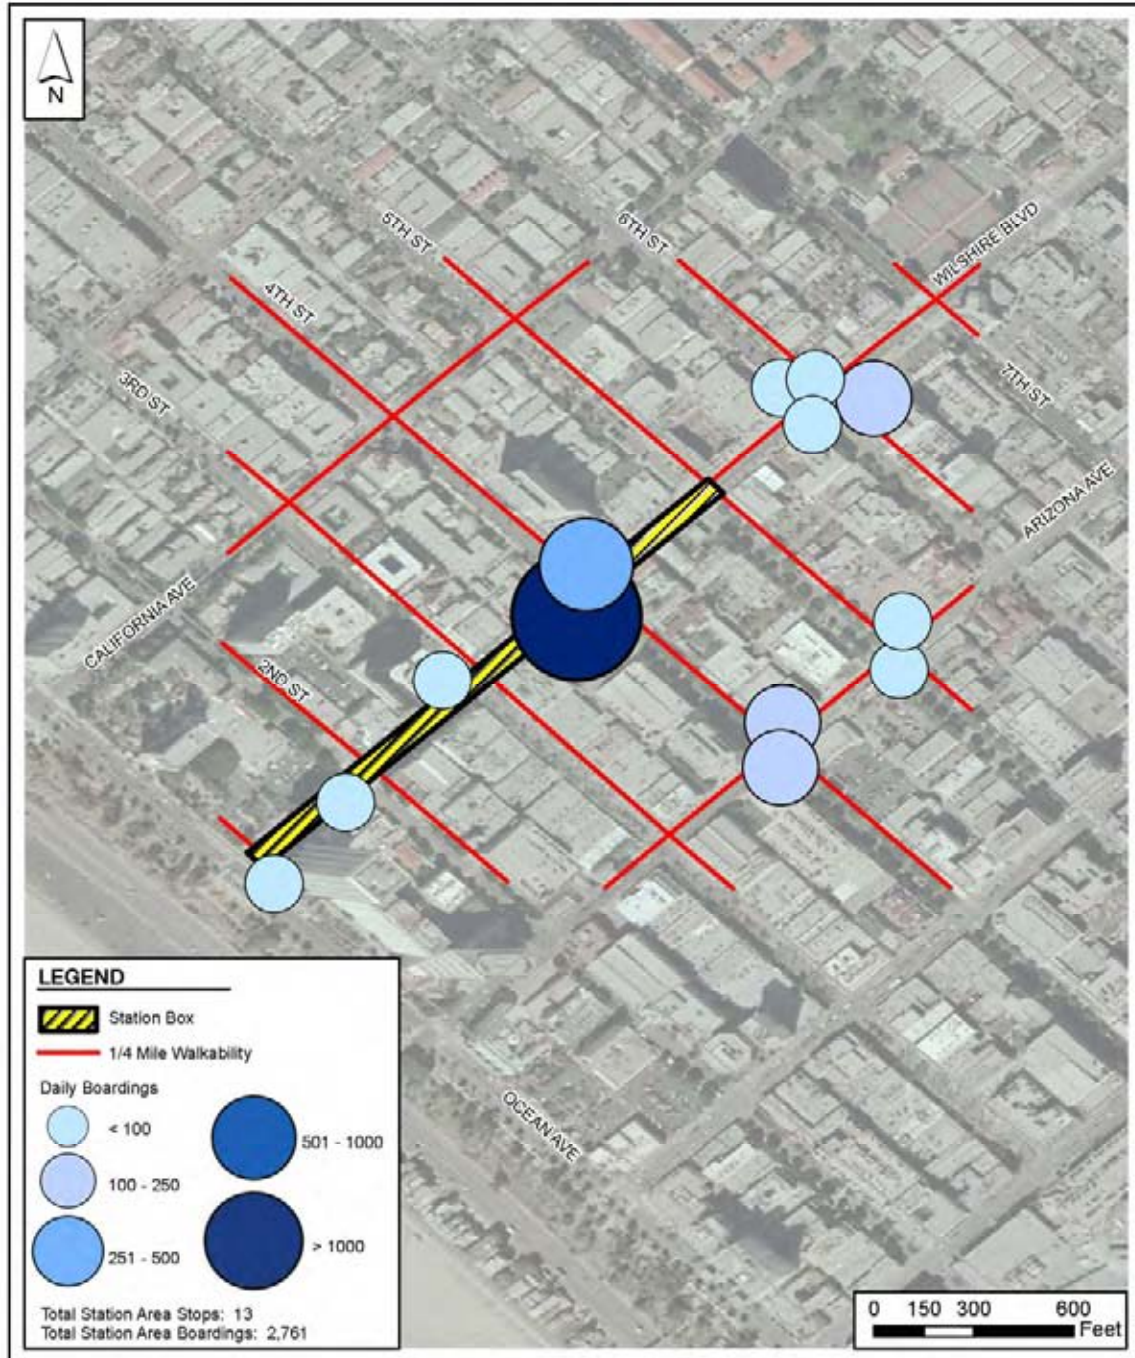 N
5TH ST
6TH ST
WILSHIRE BLVD
4TH ST
3RD ST
7TH ST
ARIZONA AVE
CALIFORNIA AVE
2ND ST
OCEAN AVE
LEGEND
Station Box
1/4 Mile Walkability
Daily Boardings
< 100
501 - 1000
100 - 250
> 1000
251 - 500
Total Station Area Stops: 13
Total Station Area Boardings: 2,761
0 150 300 600
Feet